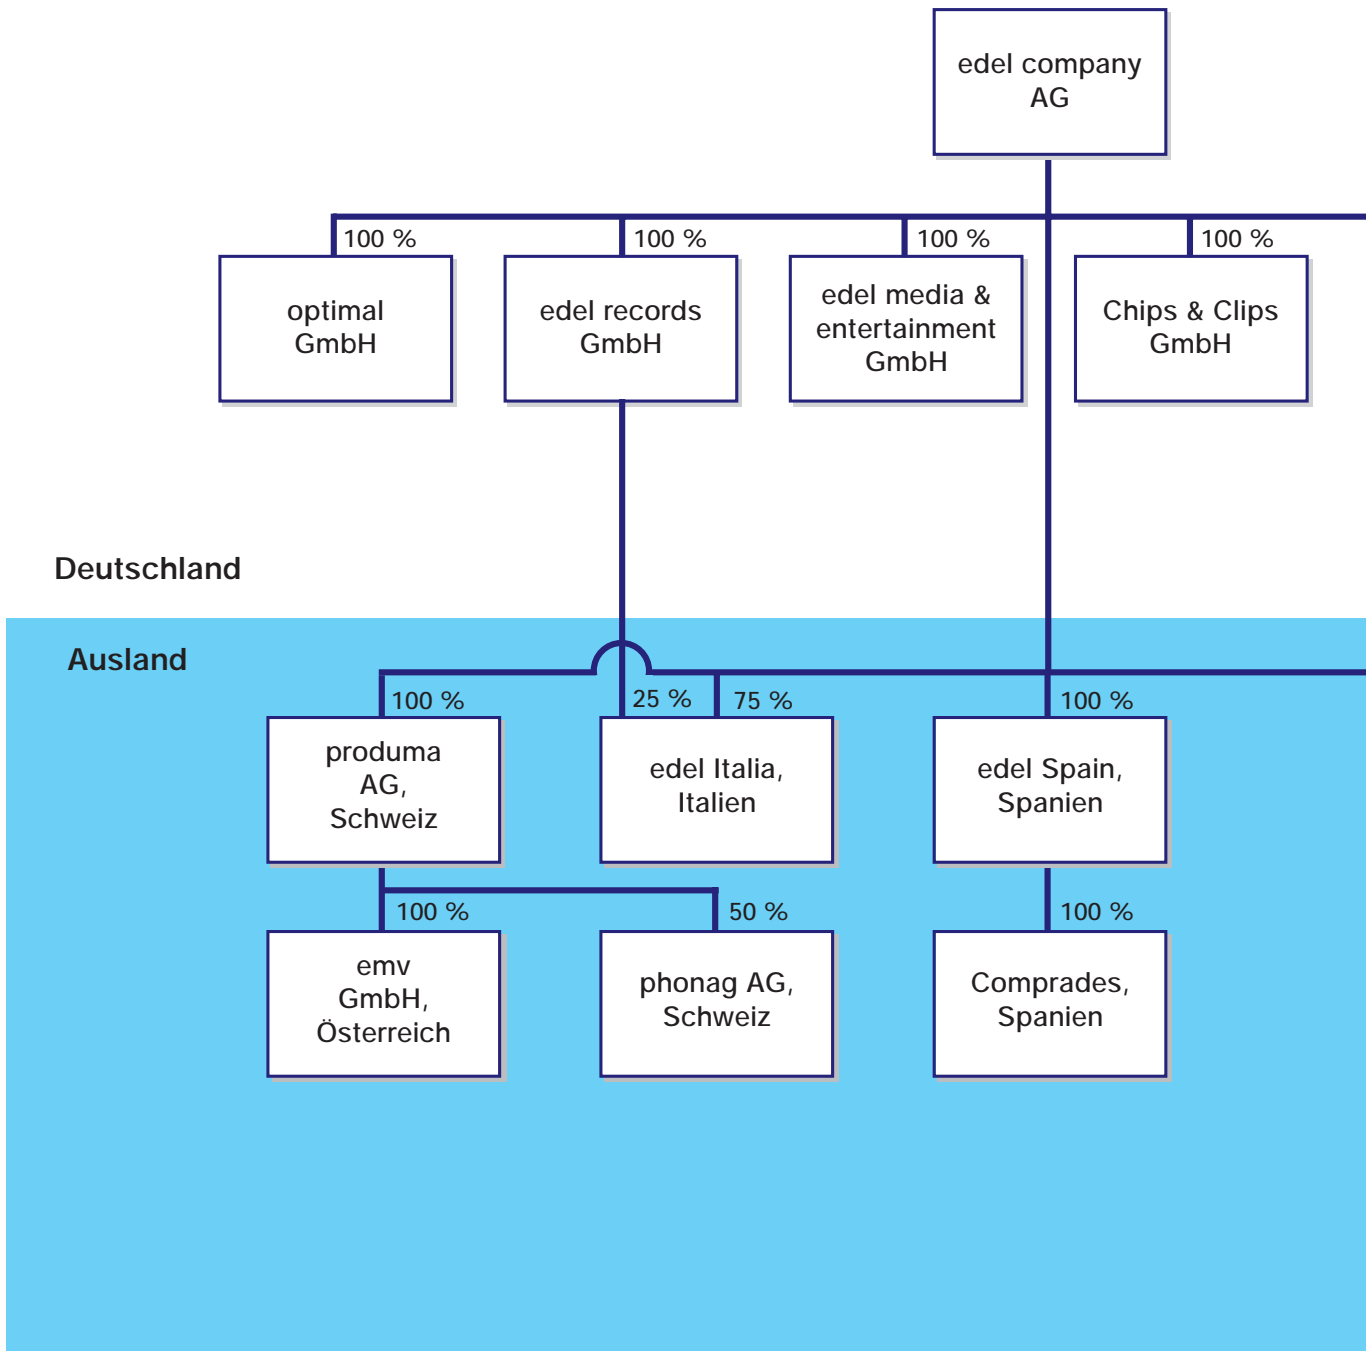 edel company
AG
100 %
100 %
100 %
100 %
optimal
GmbH
edel records
GmbH
edel media &
entertainment
GmbH
Chips & Clips
GmbH
Deutschland
Ausland
100 %
25 %
75 %
100 %
produma
AG,
Schweiz
edel Italia,
Italien
edel Spain,
Spanien
100 %
50 %
100 %
emv
GmbH,
Österreich
phonag AG,
Schweiz
Comprades,
Spanien